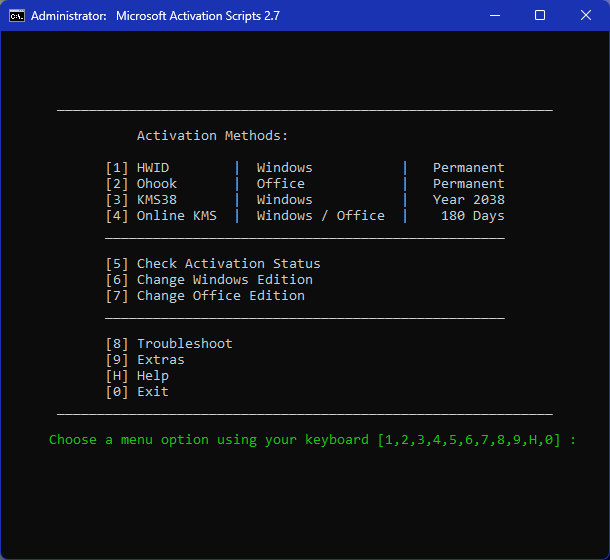 Administrator: Microsoft Activation Scripts 2.7
Activation Methods:
[1] HWID | Windows | Permanent
[2] Ohook | Office | Permanent
[3] KMS38 | Windows | Year 2038
[4] Online KMS | Windows / Office | 180 Days
[5] Check Activation Status
[6] Change Windows Edition
[7] Change Office Edition
[8] Troubleshoot
[9] Extras
[H] Help
[0] Exit
Choose a menu option using your keyboard [1,2,3,4,5,6,7,8,9,H,0] :